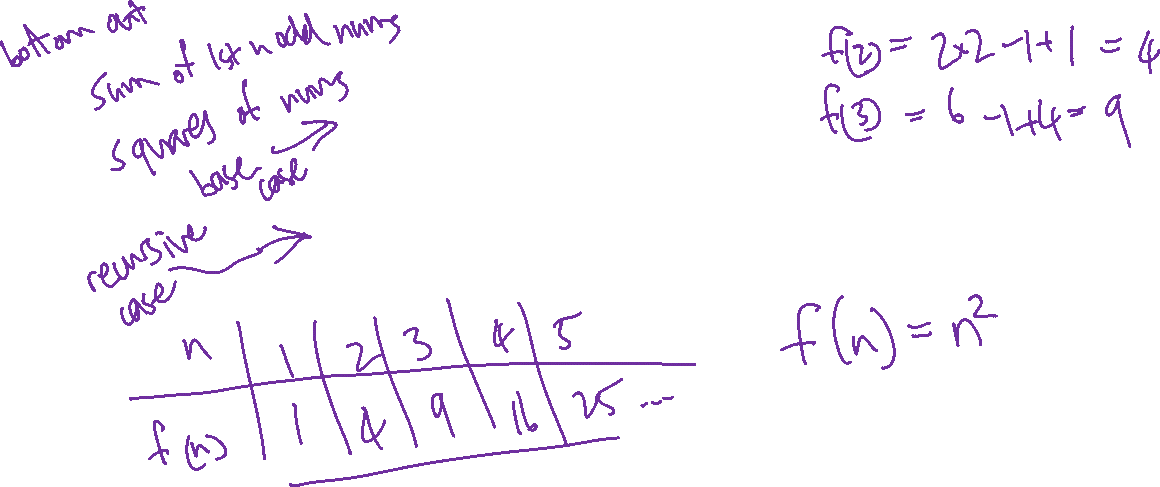 bottom out
sum of 1st n odd nums
squares of nums
base case
recursive case
f(2) = 2×2 -1+1 = 4
f(3) = 6 -1+4 = 9
n | 1 | 2 | 3 | 4 | 5
f(n) | 1 | 4 | 9 | 16 | 25 ...
f(n) = n²